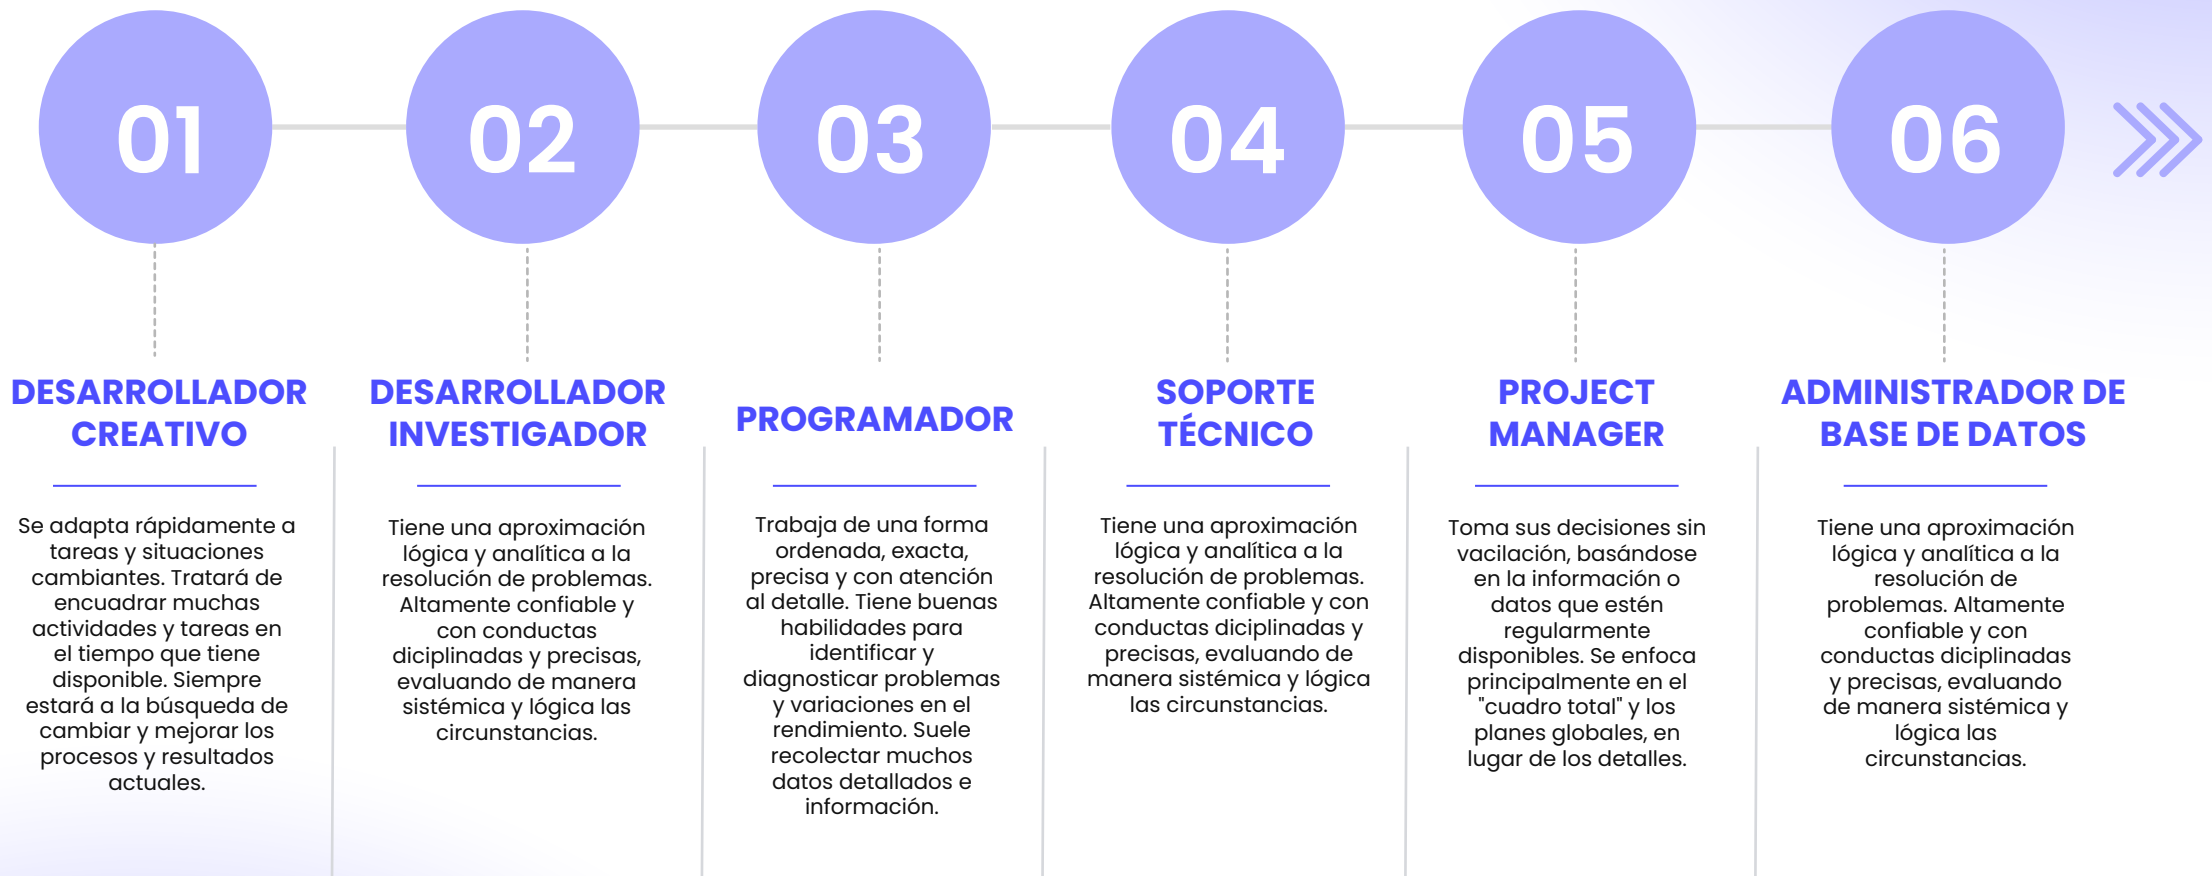 01
02
03
04
05
06
DESARROLLADOR
CREATIVO
Se adapta rápidamente a
tareas y situaciones
cambiantes. Tratará de
encuadrar muchas
actividades y tareas en
el tiempo que tiene
disponible. Siempre
estará a la búsqueda de
cambiar y mejorar los
procesos y resultados
actuales.
DESARROLLADOR
INVESTIGADOR
Tiene una aproximación
lógica y analítica a la
resolución de problemas.
Altamente confiable y
con conductas
diciplinadas y precisas,
evaluando de manera
sistémica y lógica las
circunstancias.
PROGRAMADOR
Trabaja de una forma
ordenada, exacta,
precisa y con atención
al detalle. Tiene buenas
habilidades para
identificar y
diagnosticar problemas
y variaciones en el
rendimiento. Suele
recolectar muchos
datos detallados e
información.
SOPORTE
TÉCNICO
Tiene una aproximación
lógica y analítica a la
resolución de problemas.
Altamente confiable y con
conductas diciplinadas y
precisas, evaluando de
manera sistémica y lógica
las circunstancias.
PROJECT
MANAGER
Toma sus decisiones sin
vacilación, basándose
en la información o
datos que estén
regularmente
disponibles. Se enfoca
principalmente en el
"cuadro total" y los
planes globales, en
lugar de los detalles.
ADMINISTRADOR DE
BASE DE DATOS
Tiene una aproximación
lógica y analítica a la
resolución de
problemas. Altamente
confiable y con
conductas diciplinadas
y precisas, evaluando
de manera sistémica y
lógica las
circunstancias.